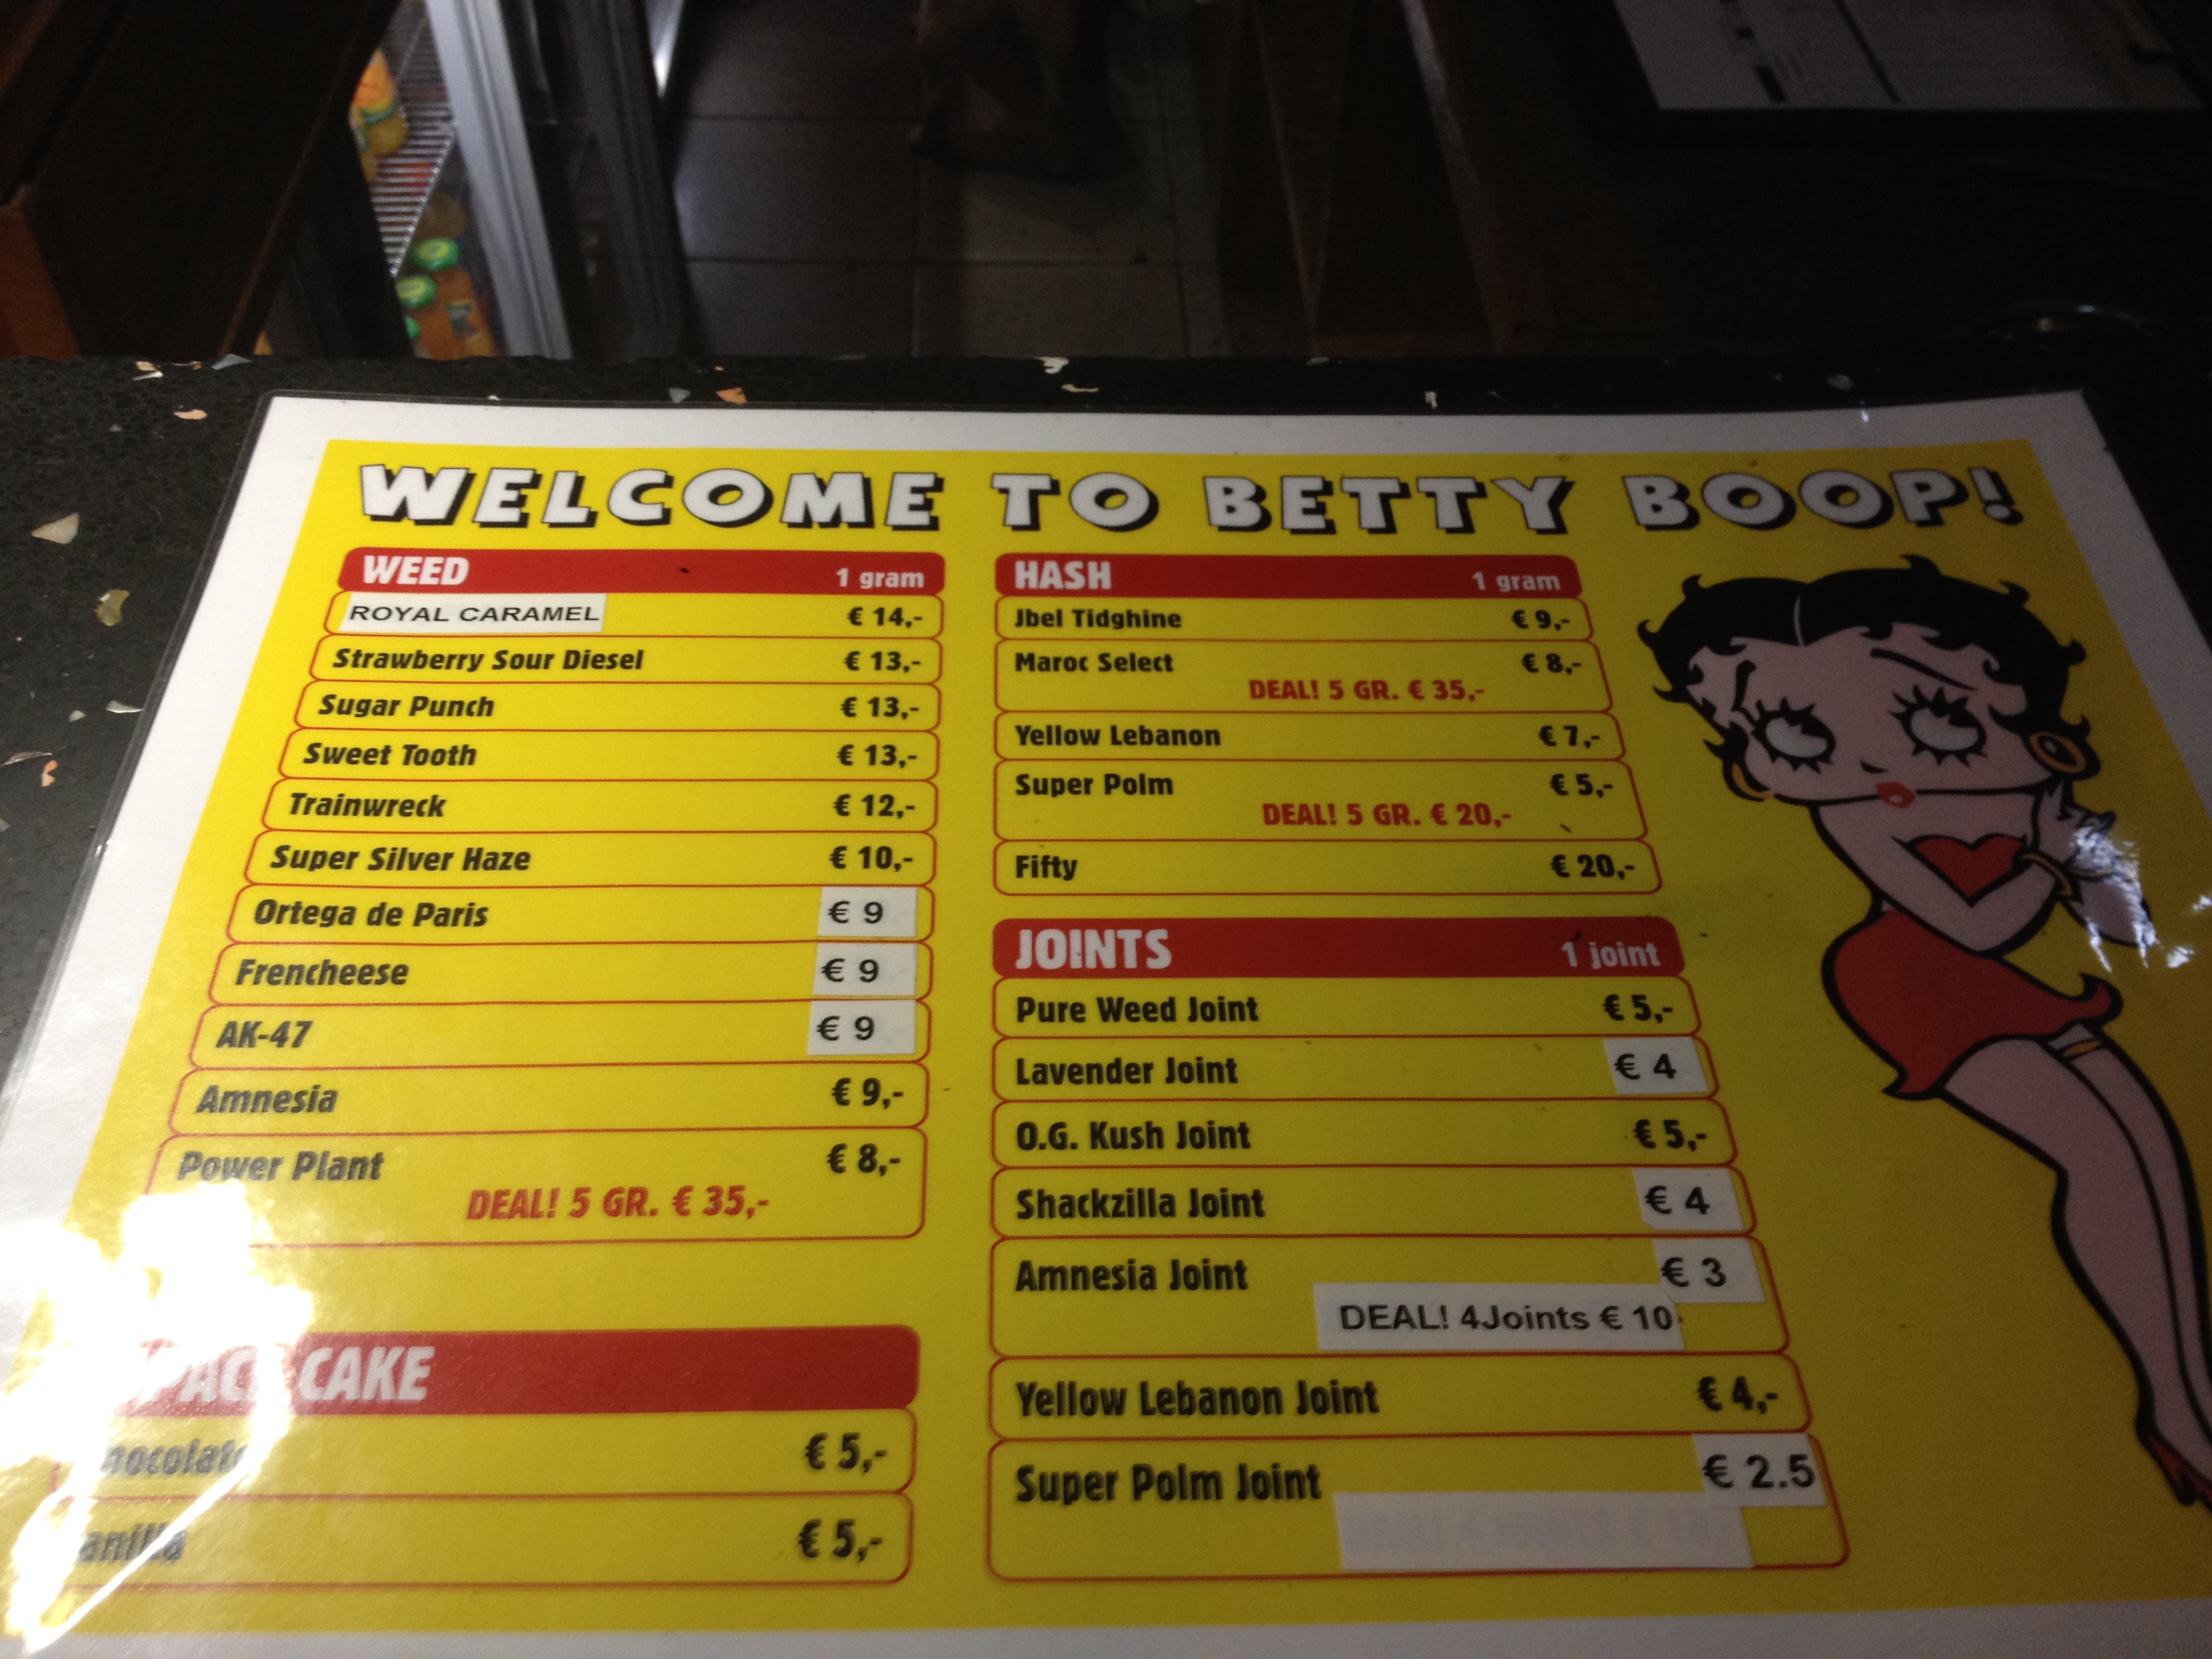 WELCOME TO BETTY BOOP!
WEED 1 gram
ROYAL CARAMEL € 14,-
Strawberry Sour Diesel € 13,-
Sugar Punch € 13,-
Sweet Tooth € 13,-
Trainwreck € 12,-
Super Silver Haze € 10,-
Ortega de Paris € 9
Frencheese € 9
AK-47 € 9
Amnesia € 9,-
Power Plant € 8,-
DEAL! 5 GR. € 35,-
SPACE CAKE
Chocolate € 5,-
Vanilla € 5,-
HASH 1 gram
Jbel Tidghine € 9,-
Maroc Select € 8,-
DEAL! 5 GR. € 35,-
Yellow Lebanon € 7,-
Super Polm € 5,-
DEAL! 5 GR. € 20,-
Fifty € 20,-
JOINTS 1 joint
Pure Weed Joint € 5,-
Lavender Joint € 4
O.G. Kush Joint € 5,-
Shackzilla Joint € 4
Amnesia Joint € 3
DEAL! 4Joints € 10
Yellow Lebanon Joint € 4,-
Super Polm Joint € 2.5